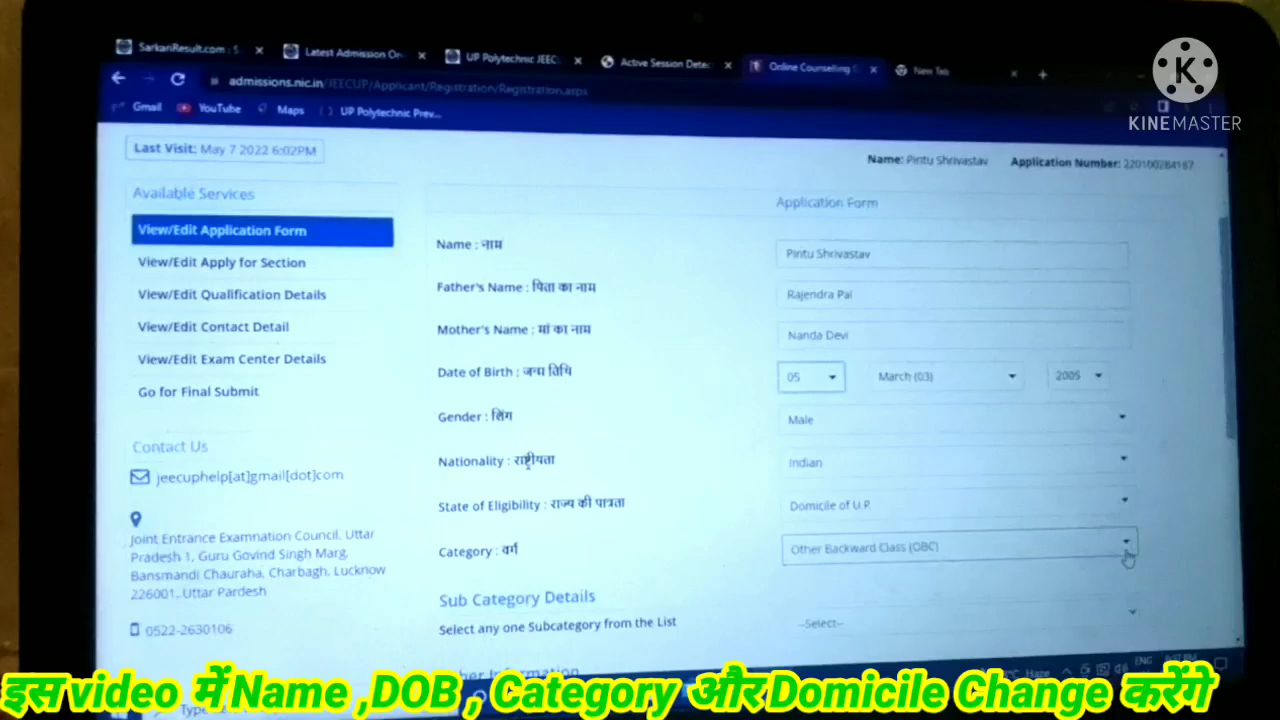 SarkariResult.com : S
Latest Admission On
UP Polytechnic JEEC
Active Session Detec
Online Counselling S
New Tab
admissions.nic.in/JEECUP/Applicant/Registration/Registration.aspx
Gmail
YouTube
Maps
UP Polytechnic Prev...
K
KINEMASTER
Last Visit: May 7 2022 6:02PM
Name: Pintu Shrivastav
Application Number: 220100284187
Available Services
View/Edit Application Form
View/Edit Apply for Section
View/Edit Qualification Details
View/Edit Contact Detail
View/Edit Exam Center Details
Go for Final Submit
Contact Us
jeecuphelp[at]gmail[dot]com
Joint Entrance Examnation Council, Uttar
Pradesh 1, Guru Govind Singh Marg,
Bansmandi Chauraha, Charbagh, Lucknow
226001, Uttar Pardesh
0522-2630106
Application Form
Name : नाम
Pintu Shrivastav
Father's Name : पिता का नाम
Rajendra Pal
Mother's Name : मां का नाम
Nanda Devi
Date of Birth : जन्म तिथि
05
March (03)
2005
Gender : लिंग
Male
Nationality : राष्ट्रीयता
Indian
State of Eligibility : राज्य की पात्रता
Domicile of U.P.
Category : वर्ग
Other Backward Class (OBC)
Sub Category Details
Select any one Subcategory from the List
--Select--
Haze
ENG
इस video में Name ,DOB , Category और Domicile Change करेंगे